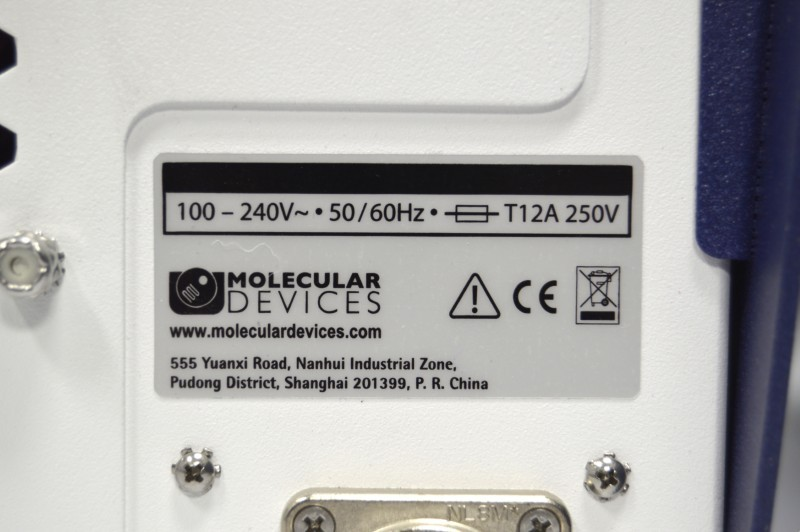 100 – 240V~ • 50/60Hz • T12A 250V
MOLECULAR
DEVICES
CE
www.moleculardevices.com
555 Yuanxi Road, Nanhui Industrial Zone,
Pudong District, Shanghai 201399, P. R. China